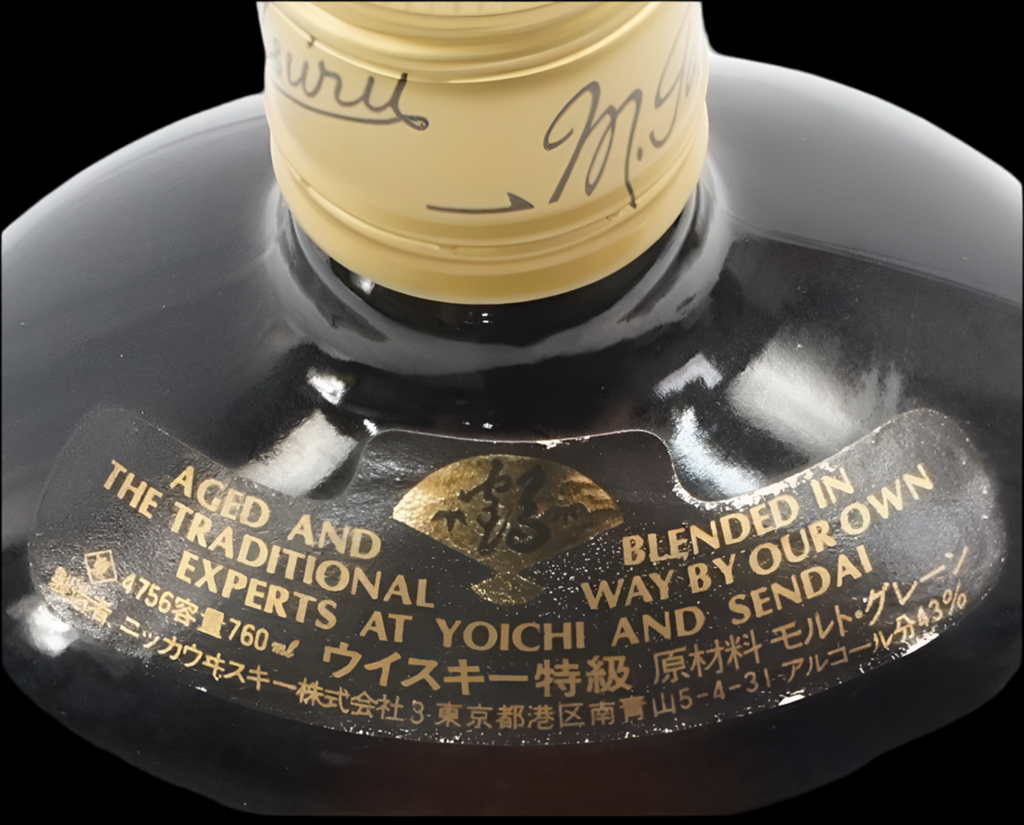 M.
鶴
AGED AND BLENDED IN
THE TRADITIONAL WAY BY OUR OWN
EXPERTS AT YOICHI AND SENDAI
4756容量760ml ウイスキー特級 原材料 モルト・グレーン
製造者 ニッカウヰスキー株式会社3 東京都港区南青山5-4-31 アルコール分43%